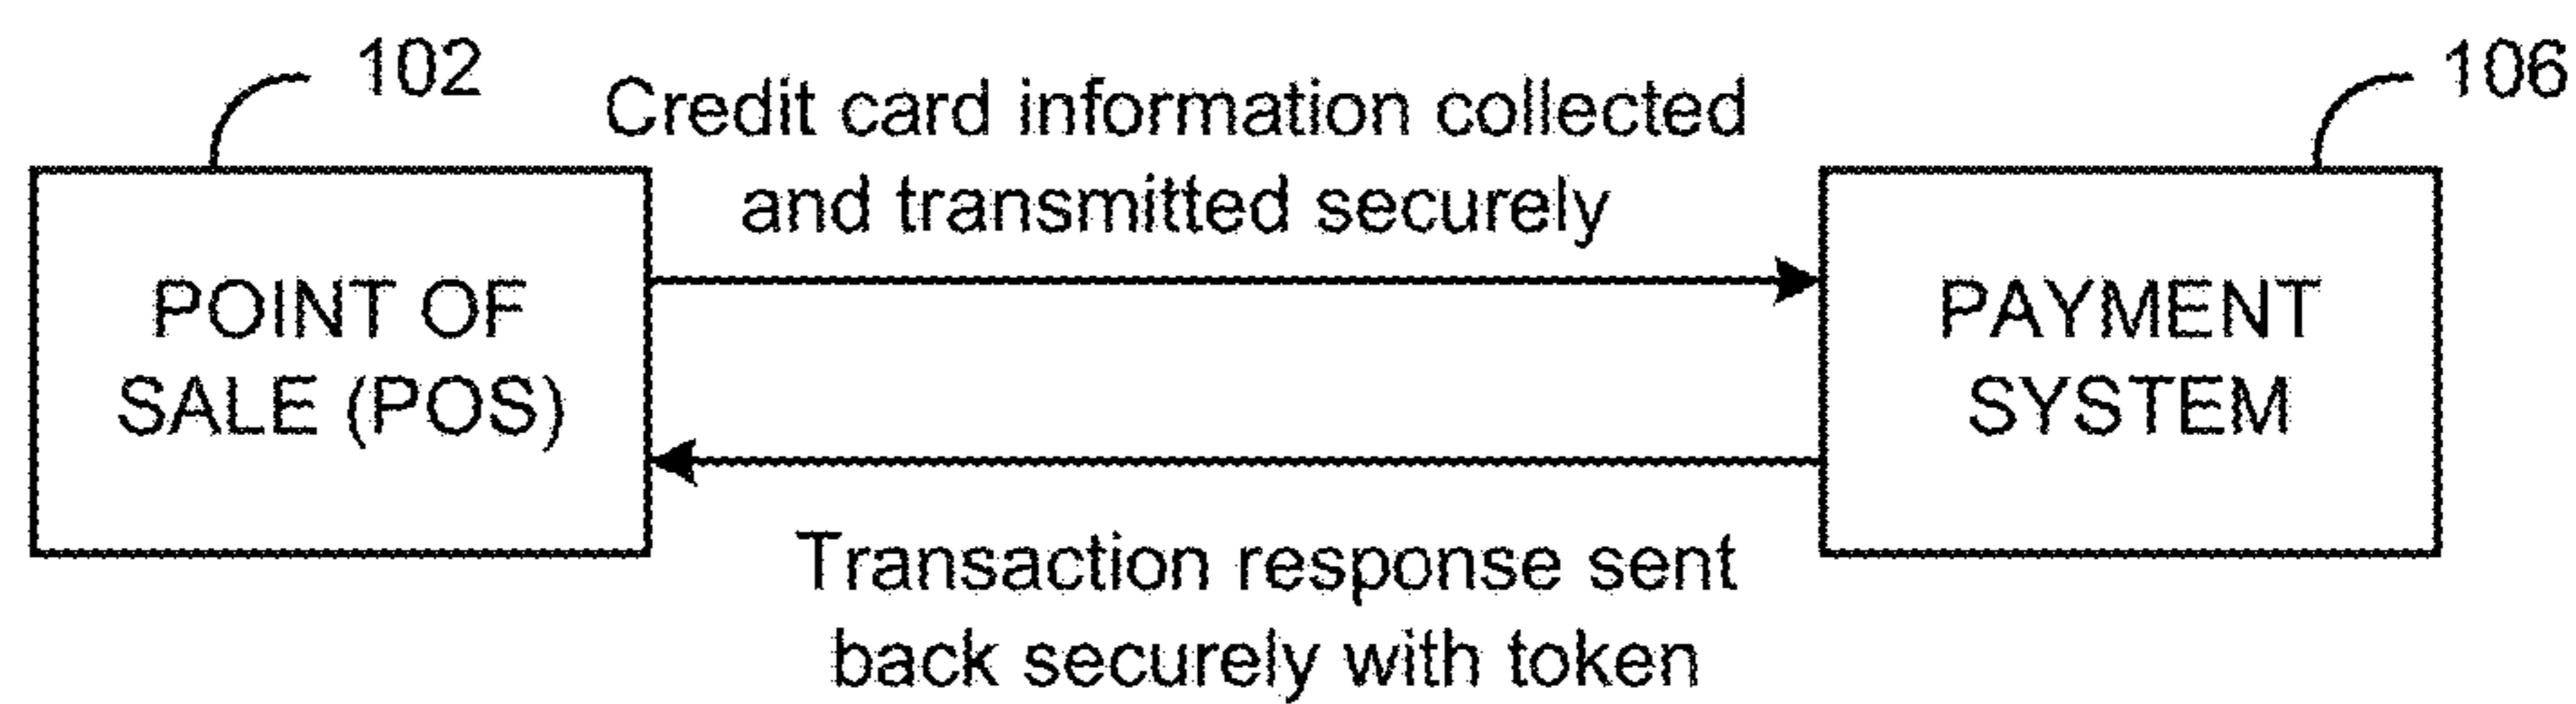 102
106
Credit card information collected
and transmitted securely
POINT OF
SALE (POS)
PAYMENT
SYSTEM
Transaction response sent
back securely with token